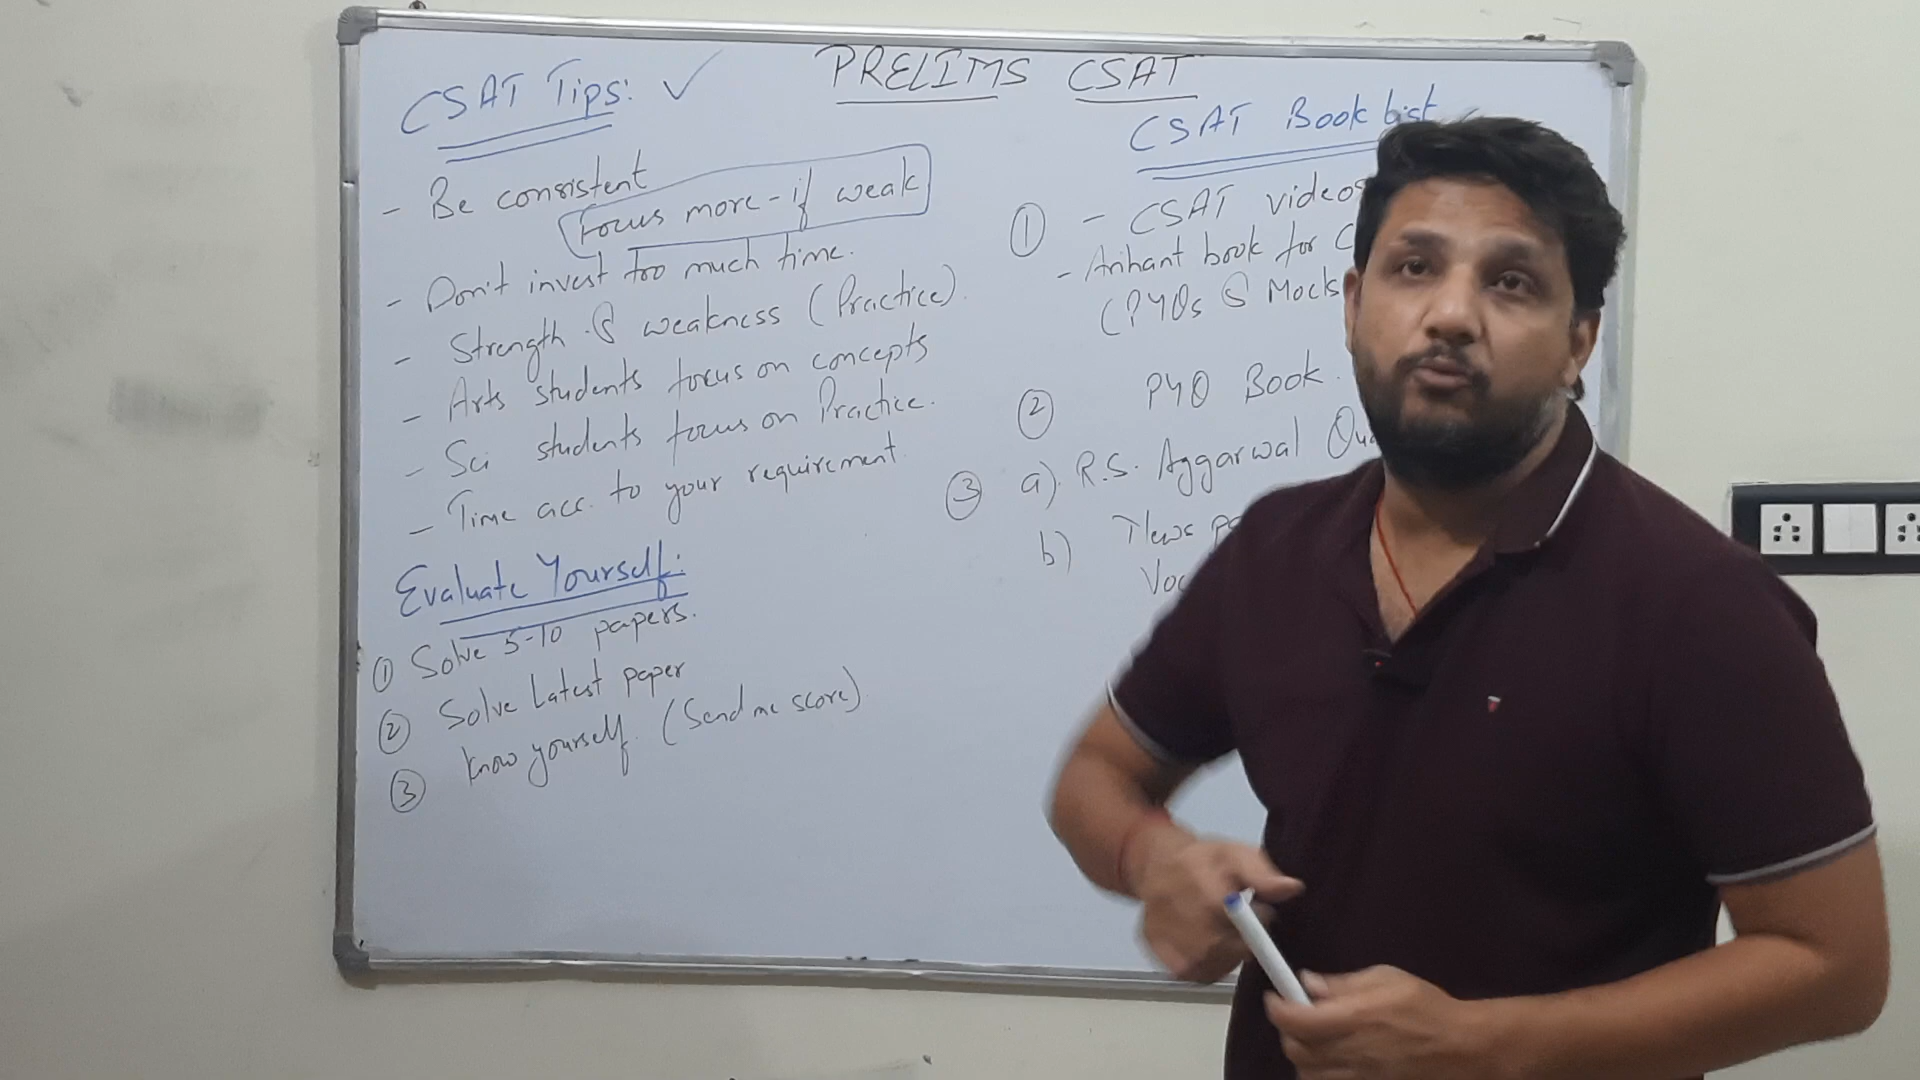 PRELIMS CSAT
CSAT Tips: ✓
- Be consistent
Focus more - if weak
- Don't invest too much time.
- Strength & weakness (Practice).
- Arts students focus on concepts
- Sci students focus on Practice.
- Time acc. to your requirement.
Evaluate Yourself:
① Solve 5-10 papers.
② Solve Latest paper
③ Know yourself. (Send me score)
CSAT Book list
① - CSAT videos
- Arihant book for
(PYQs & Mocks
② PYQ Book.
③ a). R.S. Aggarwal
b) News